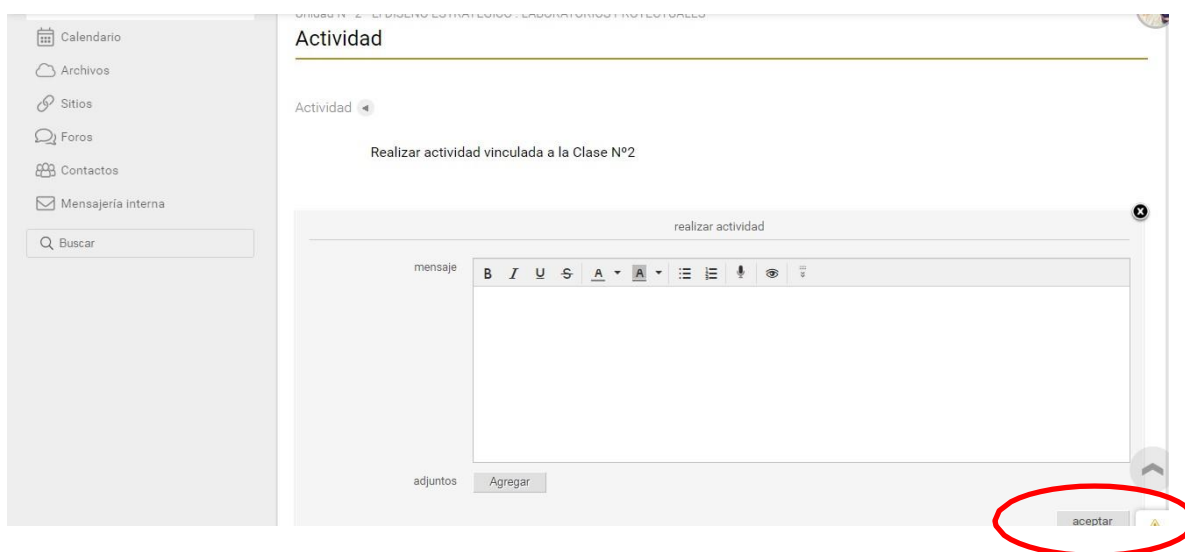 Calendario
Archivos
Sitios
Foros
Contactos
Mensajería interna
Buscar
Actividad
Actividad
Realizar actividad vinculada a la Clase Nº2
realizar actividad
mensaje
B I U S A A
adjuntos Agregar
aceptar